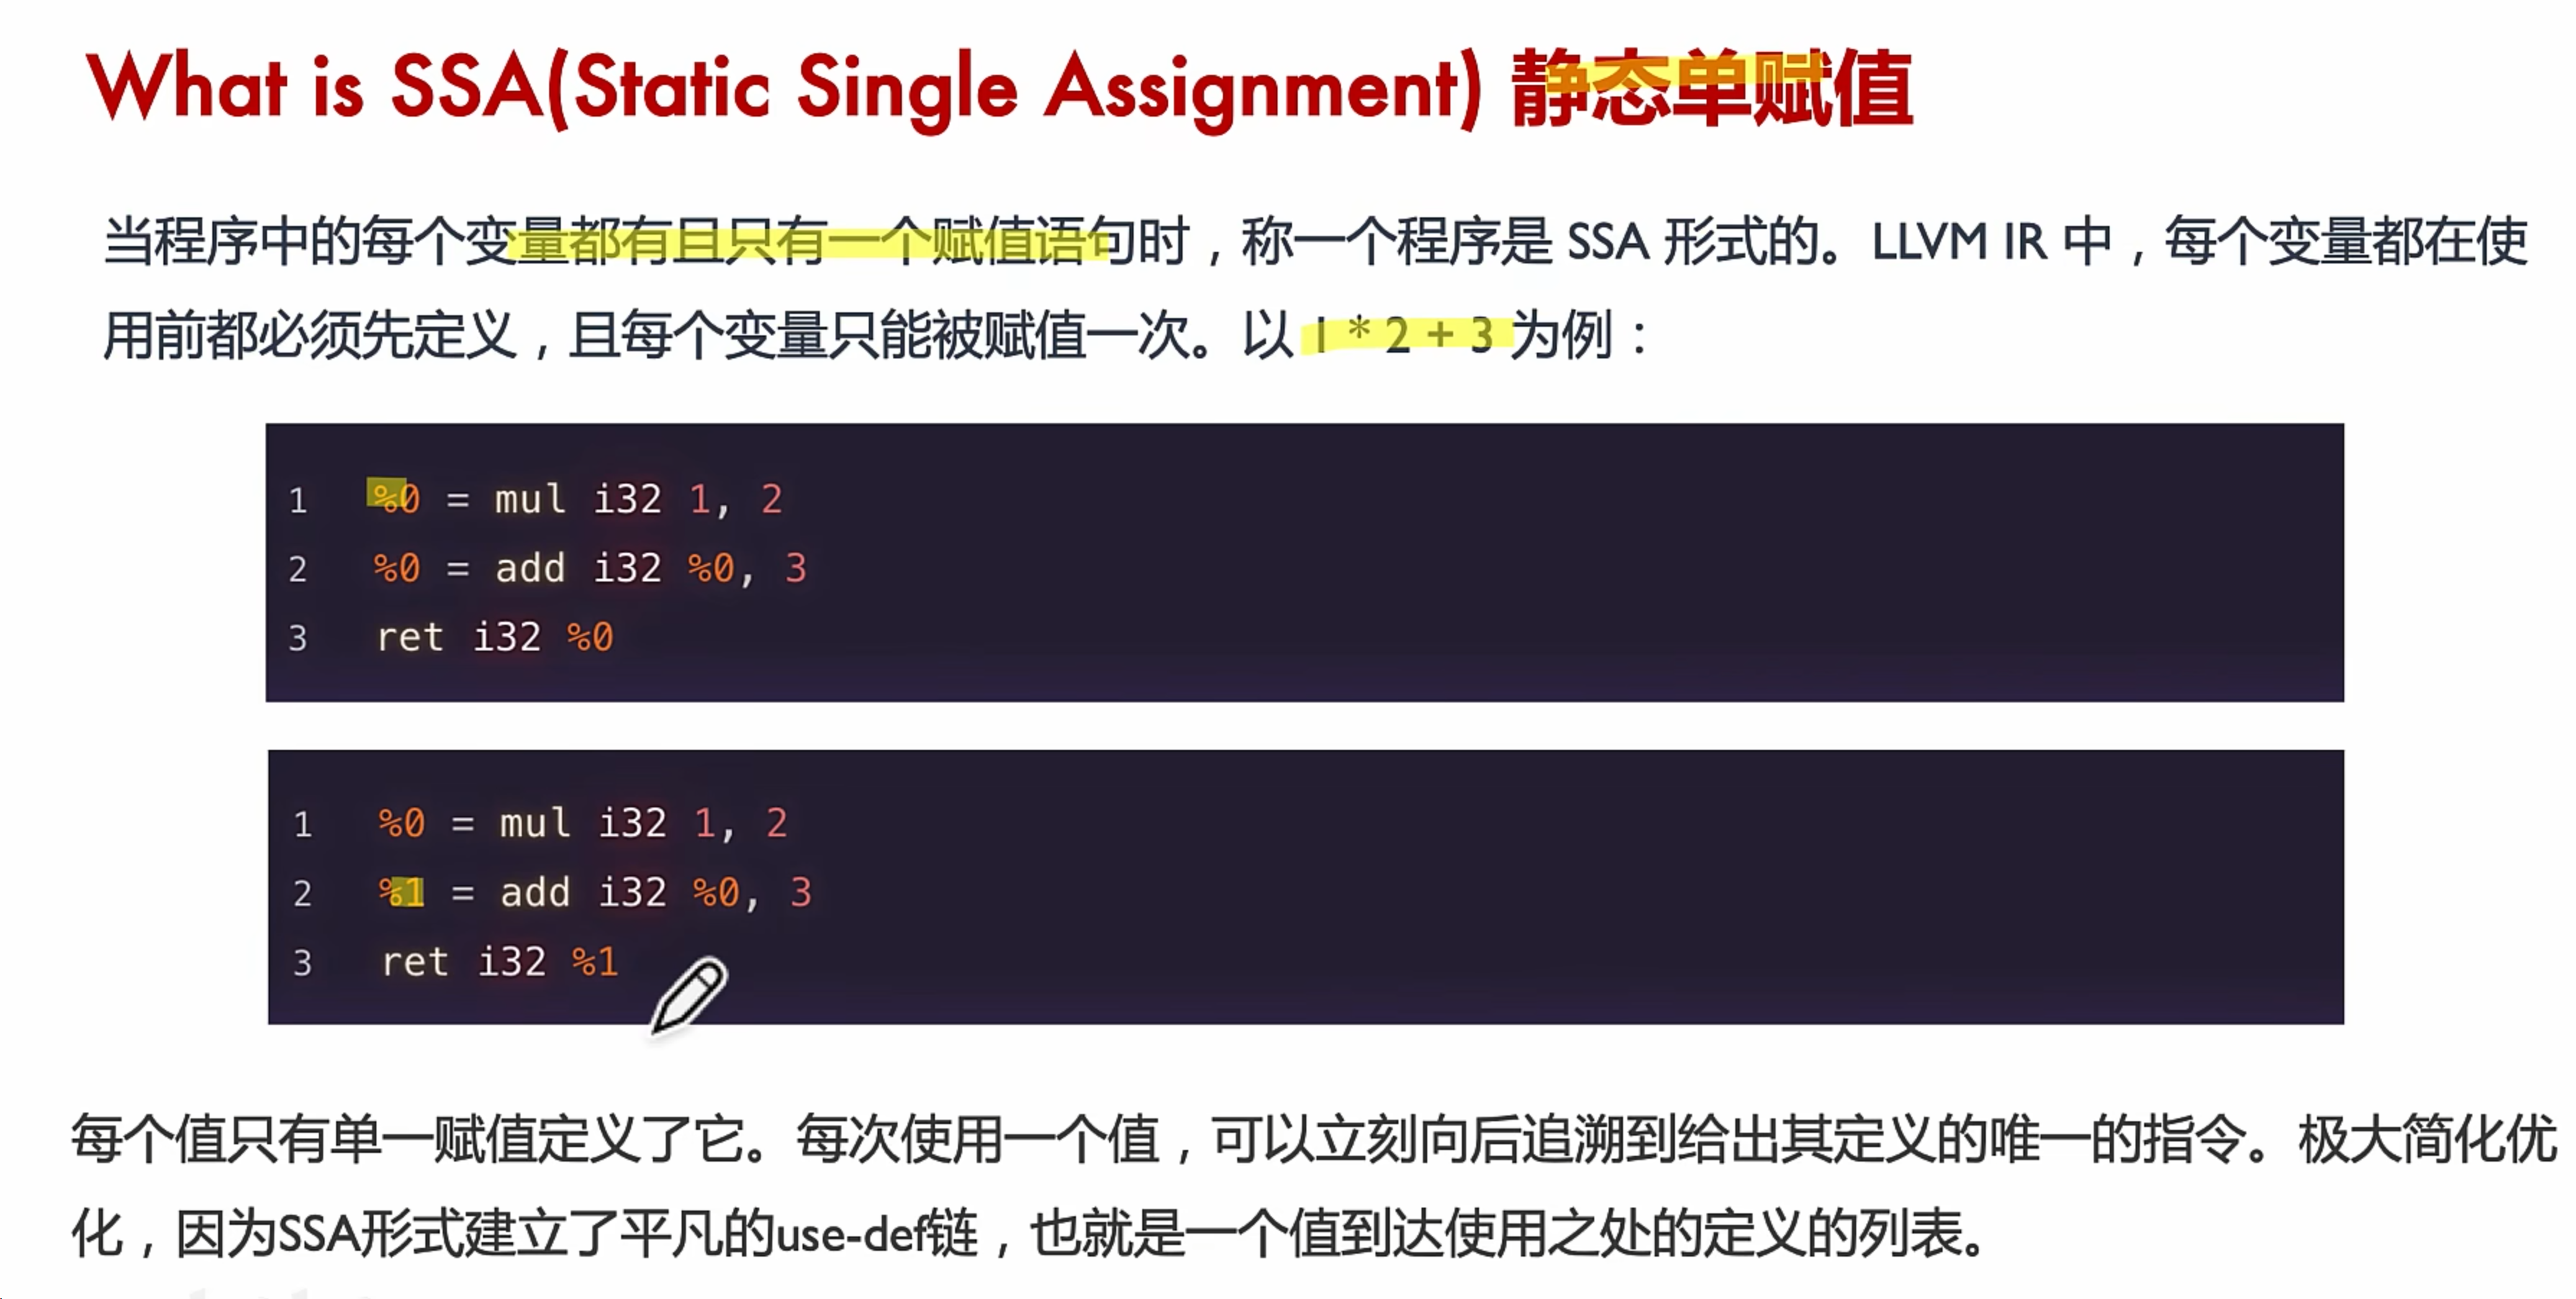 What is SSA(Static Single Assignment) 静态单赋值
当程序中的每个变量都有且只有一个赋值语句时，称一个程序是 SSA 形式的。LLVM IR 中，每个变量都在使
用前都必须先定义，且每个变量只能被赋值一次。以 1 * 2 + 3 为例：
1 %0 = mul i32 1, 2
2 %0 = add i32 %0, 3
3 ret i32 %0
1 %0 = mul i32 1, 2
2 %1 = add i32 %0, 3
3 ret i32 %1
每个值只有单一赋值定义了它。每次使用一个值，可以立刻向后追溯到给出其定义的唯一的指令。极大简化优
化，因为SSA形式建立了平凡的use-def链，也就是一个值到达使用之处的定义的列表。